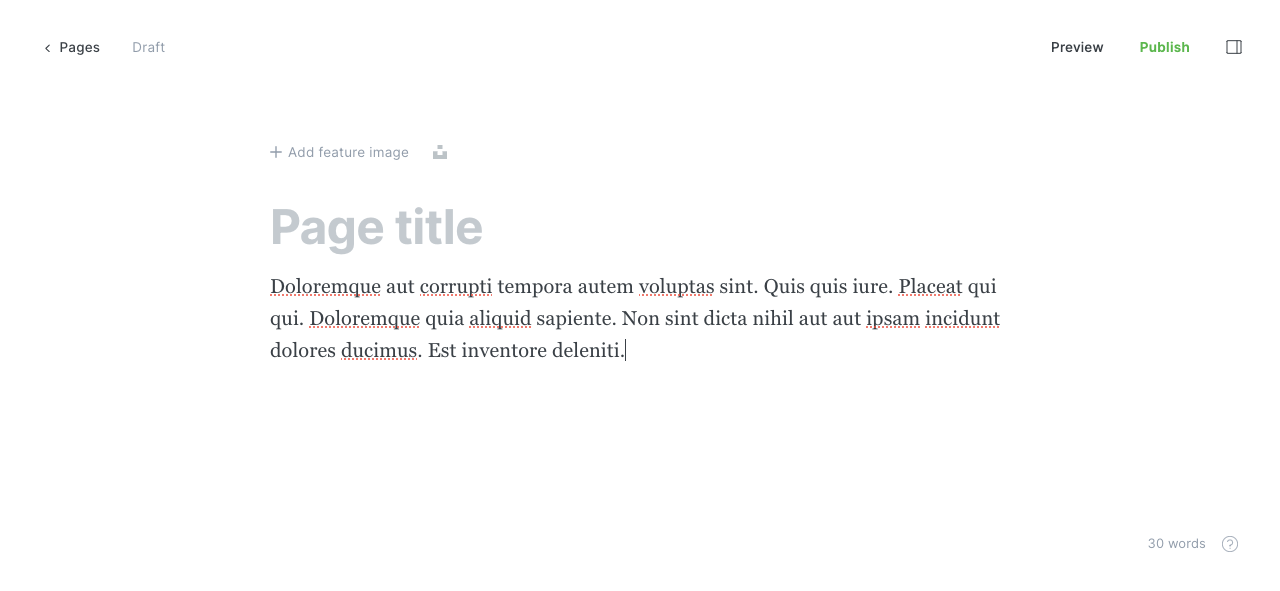 Pages Draft Preview Publish
Add feature image
Page title
Doloremque aut corrupti tempora autem voluptas sint. Quis quis iure. Placeat qui
qui. Doloremque quia aliquid sapiente. Non sint dicta nihil aut aut ipsam incidunt
dolores ducimus. Est inventore deleniti.
30 words